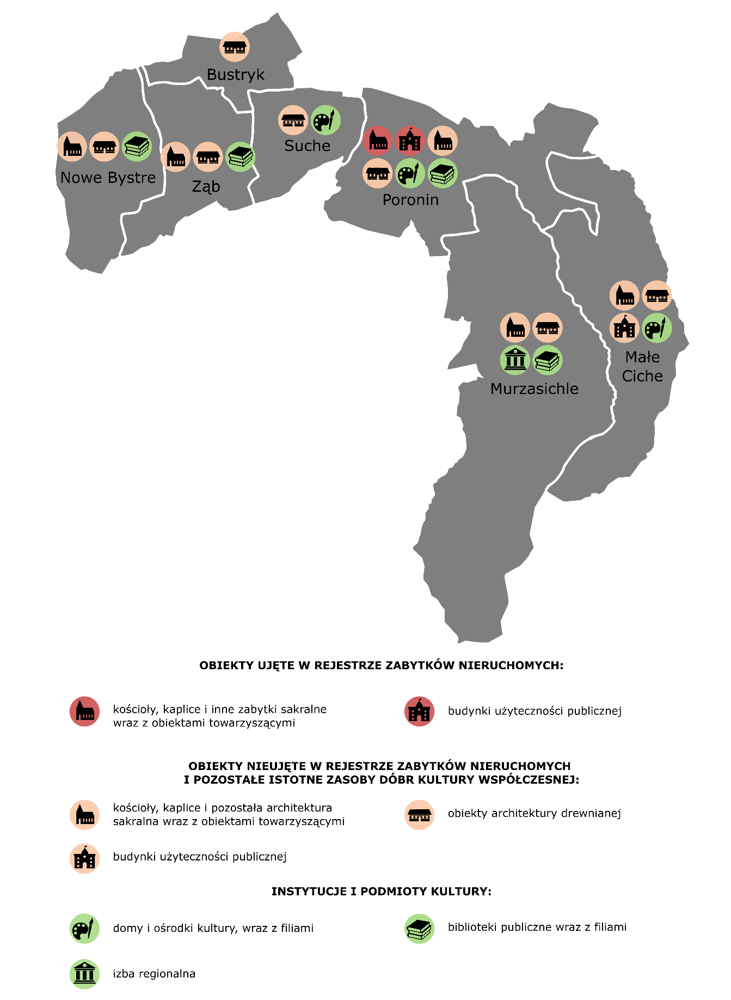 Bustryk
Suche
Nowe Bystre
Ząb
Poronin
Małe
Ciche
Murzasichle
OBIEKTY UJĘTE W REJESTRZE ZABYTKÓW NIERUCHOMYCH:
kościoły, kaplice i inne zabytki sakralne
wraz z obiektami towarzyszącymi
budynki użyteczności publicznej
OBIEKTY NIEUJĘTE W REJESTRZE ZABYTKÓW NIERUCHOMYCH
I POZOSTAŁE ISTOTNE ZASOBY DÓBR KULTURY WSPÓŁCZESNEJ:
kościoły, kaplice i pozostała architektura
sakralna wraz z obiektami towarzyszącymi
obiekty architektury drewnianej
budynki użyteczności publicznej
INSTYTUCJE I PODMIOTY KULTURY:
domy i ośrodki kultury, wraz z filiami
biblioteki publiczne wraz z filiami
izba regionalna